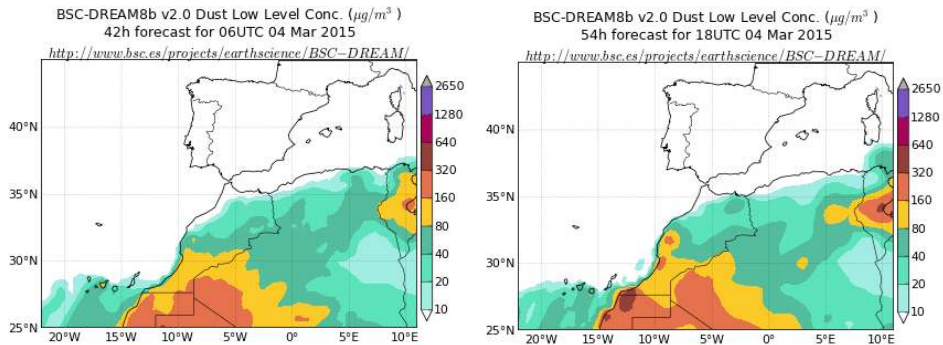 BSC-DREAM8b v2.0 Dust Low Level Conc. (μg/m³ )
42h forecast for 06UTC 04 Mar 2015
http://www.bsc.es/projects/earthscience/BSC−DREAM/
40°N
35°N
30°N
25°N
20°W 15°W 10°W 5°W 0°E 5°E 10°E
2650
1280
640
320
160
80
40
20
10
BSC-DREAM8b v2.0 Dust Low Level Conc. (μg/m³ )
54h forecast for 18UTC 04 Mar 2015
http://www.bsc.es/projects/earthscience/BSC−DREAM/
40°N
35°N
30°N
25°N
20°W 15°W 10°W 5°W 0°E 5°E 10°E
2650
1280
640
320
160
80
40
20
10